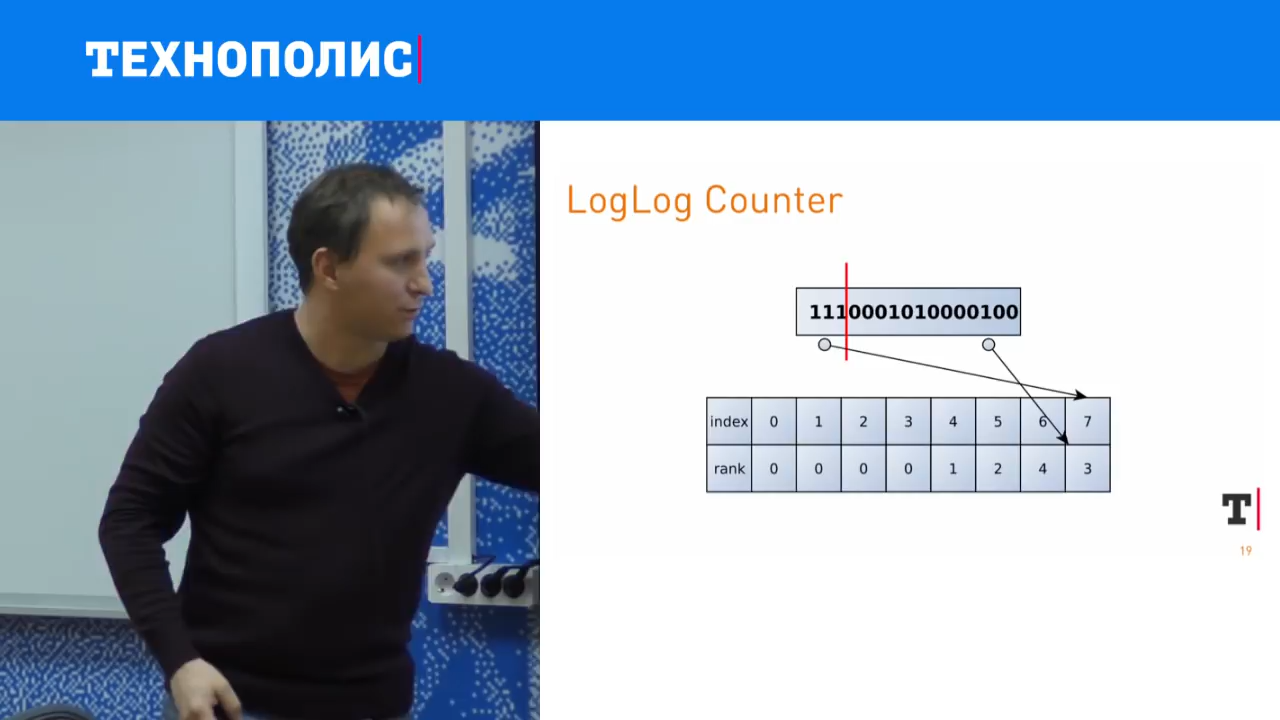 ТЕХНОПОЛИС
LogLog Counter
1110001010000100
index 0 1 2 3 4 5 6 7
rank 0 0 0 0 1 2 4 3
T
19